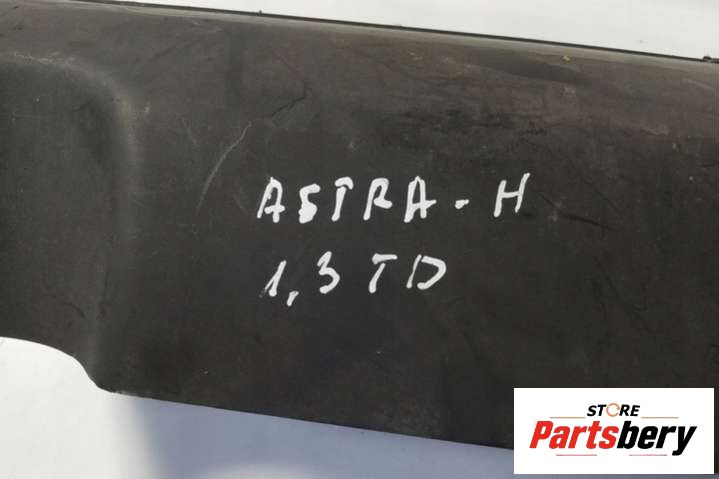 ASTRA-H
1,3 TD
STORE
Partsbery